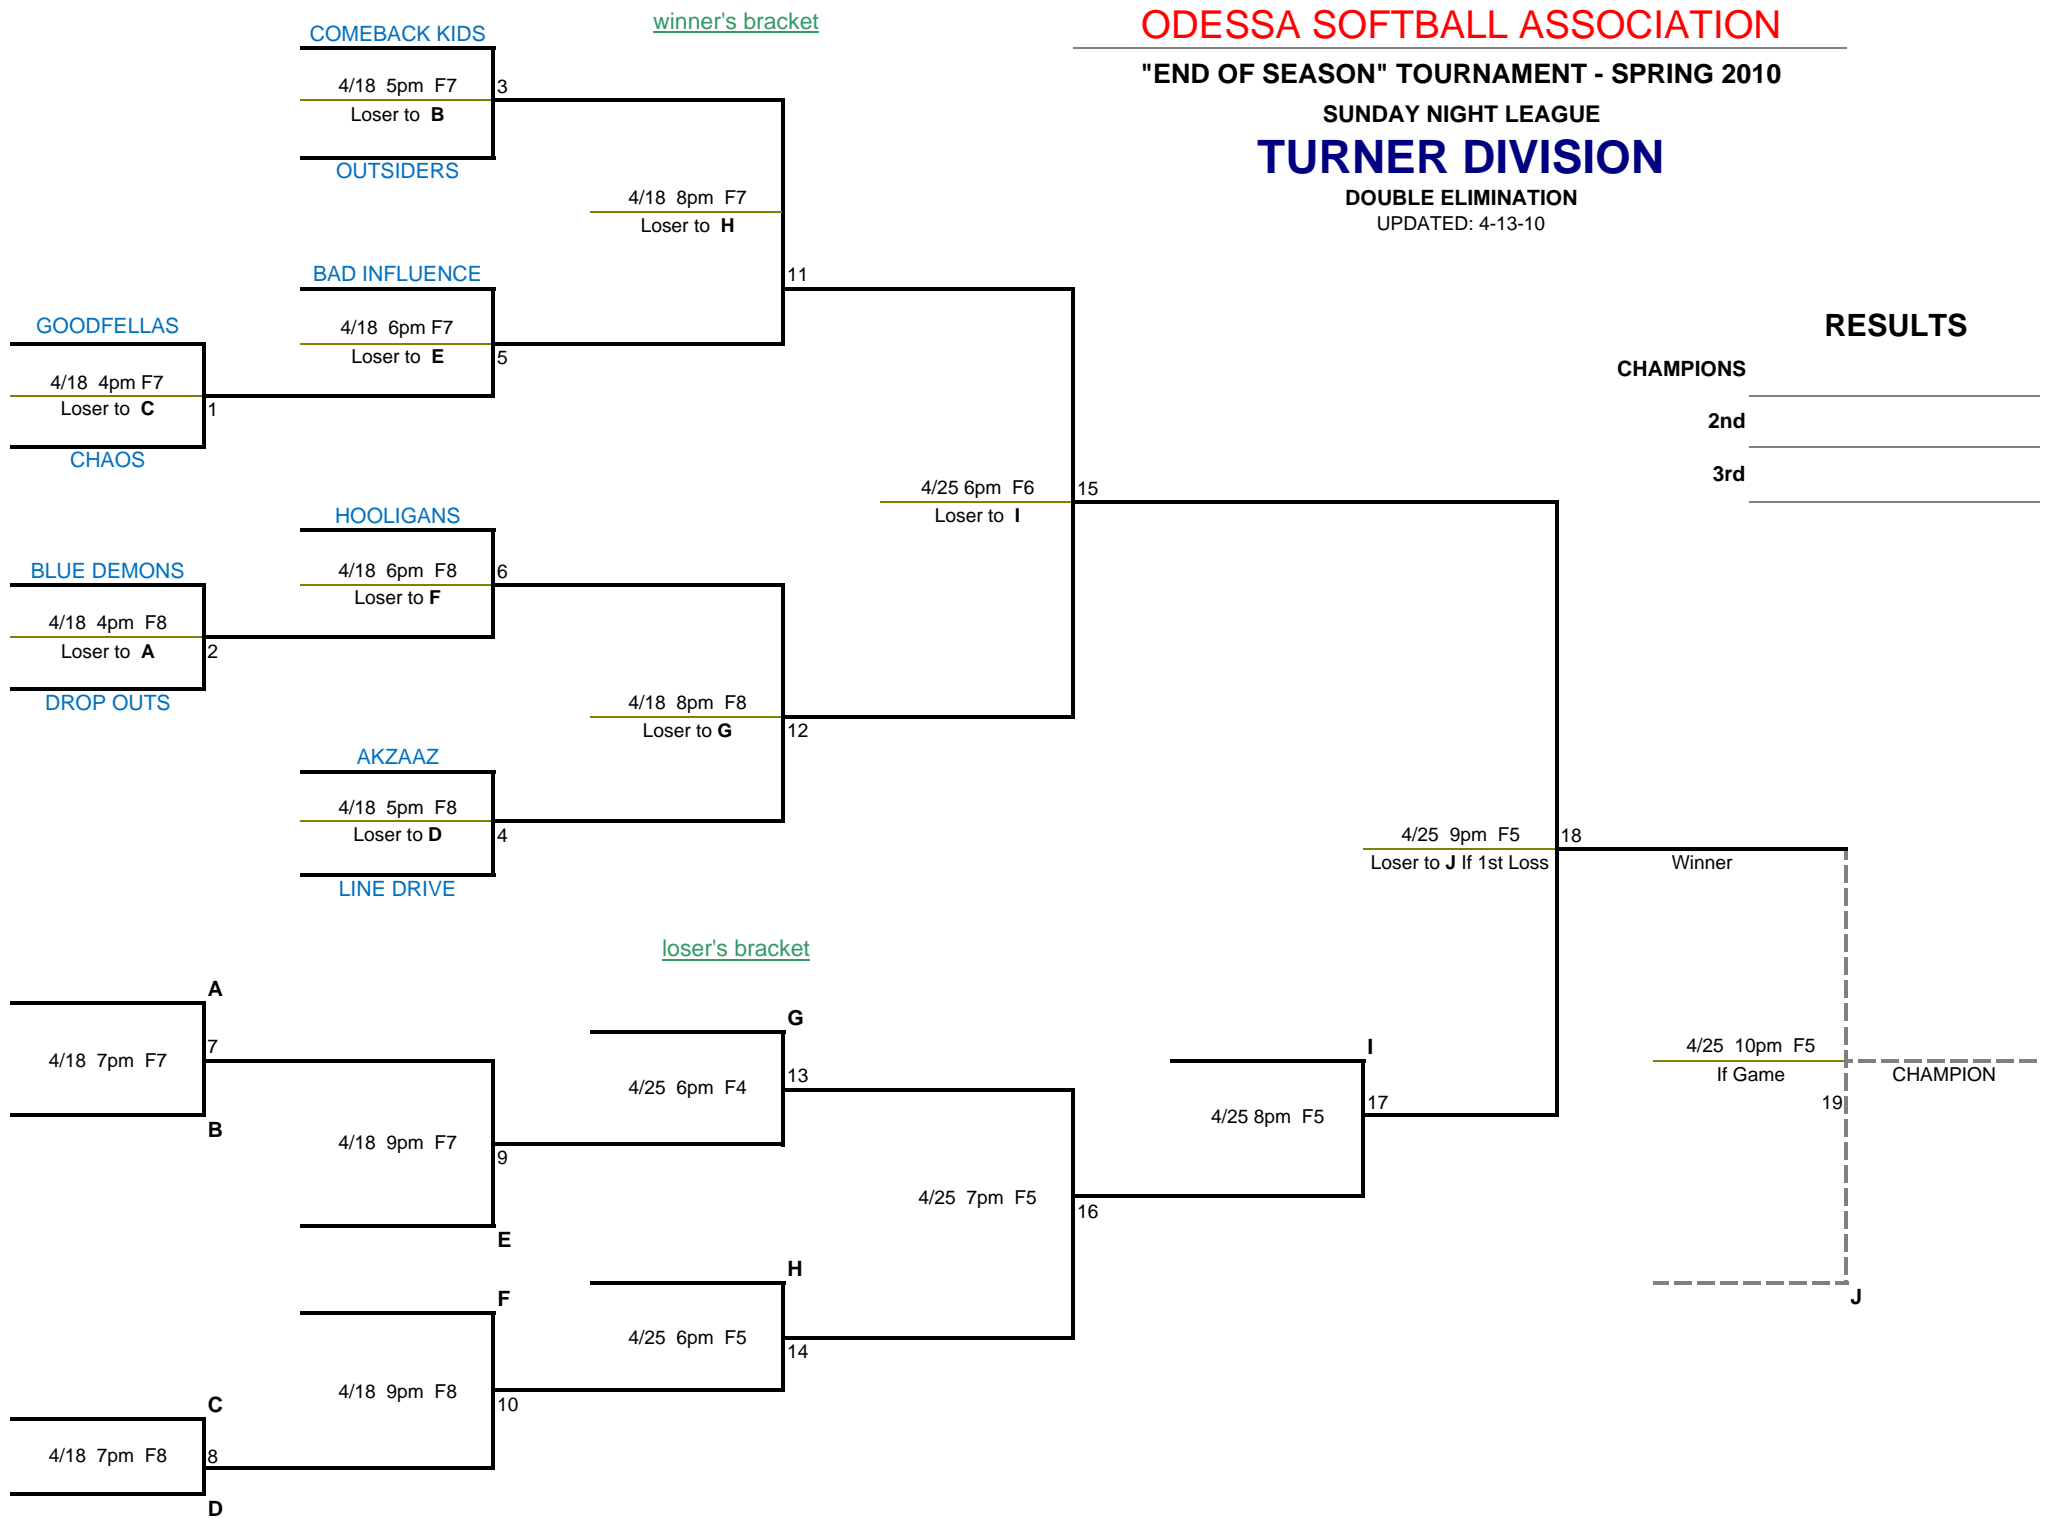 winner's bracket
ODESSA SOFTBALL ASSOCIATION
"END OF SEASON" TOURNAMENT - SPRING 2010
SUNDAY NIGHT LEAGUE
TURNER DIVISION
DOUBLE ELIMINATION
UPDATED: 4-13-10
COMEBACK KIDS
4/18 5pm F7
3
Loser to B
OUTSIDERS
4/18 8pm F7
Loser to H
11
BAD INFLUENCE
4/18 6pm F7
Loser to E
5
GOODFELLAS
4/18 4pm F7
Loser to C
1
CHAOS
RESULTS
CHAMPIONS
2nd
3rd
4/25 6pm F6
15
Loser to I
HOOLIGANS
4/18 6pm F8
6
Loser to F
BLUE DEMONS
4/18 4pm F8
Loser to A
2
DROP OUTS
4/18 8pm F8
Loser to G
12
AKZAAZ
4/18 5pm F8
Loser to D
4
LINE DRIVE
4/25 9pm F5
18
Loser to J If 1st Loss
Winner
loser's bracket
A
7
4/18 7pm F7
B
4/18 9pm F7
9
E
G
13
4/25 6pm F4
I
4/25 8pm F5
17
4/25 10pm F5
If Game
CHAMPION
19
J
4/25 7pm F5
16
H
4/25 6pm F5
14
F
4/18 9pm F8
10
C
4/18 7pm F8
8
D